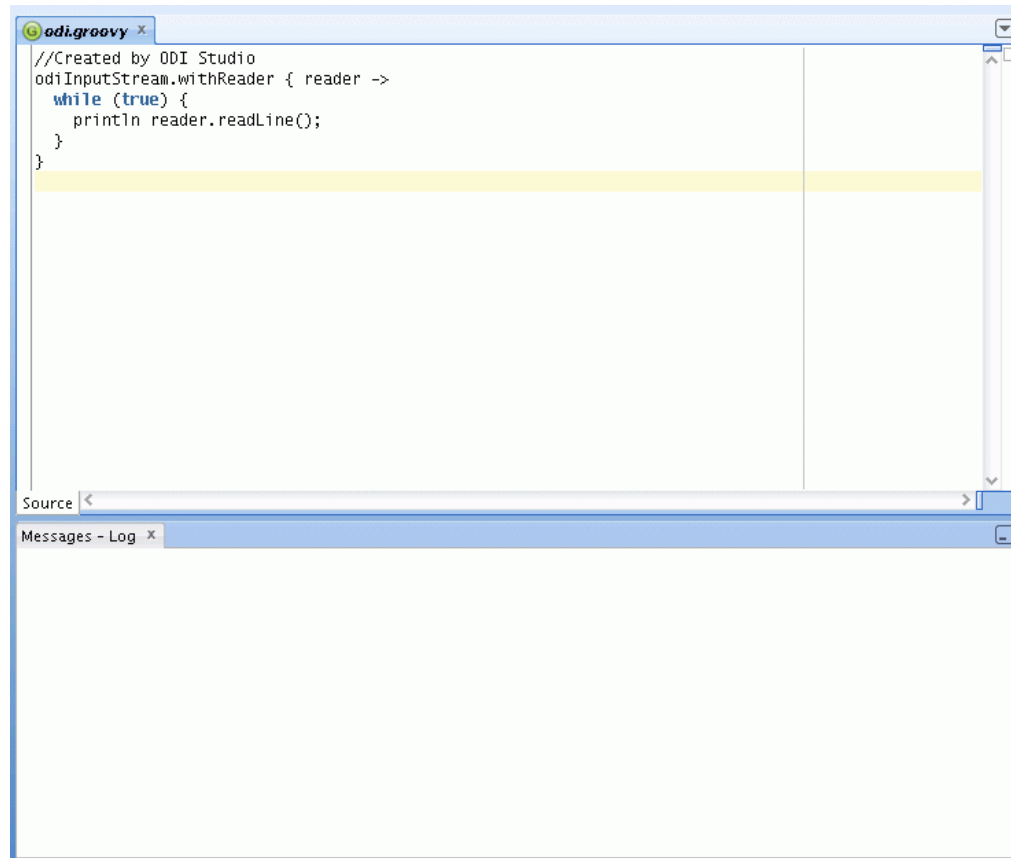 G odi.groovy x
//Created by ODI Studio
odiInputStream.withReader { reader ->
  while (true) {
    println reader.readLine();
  }
}
Source
Messages - Log x